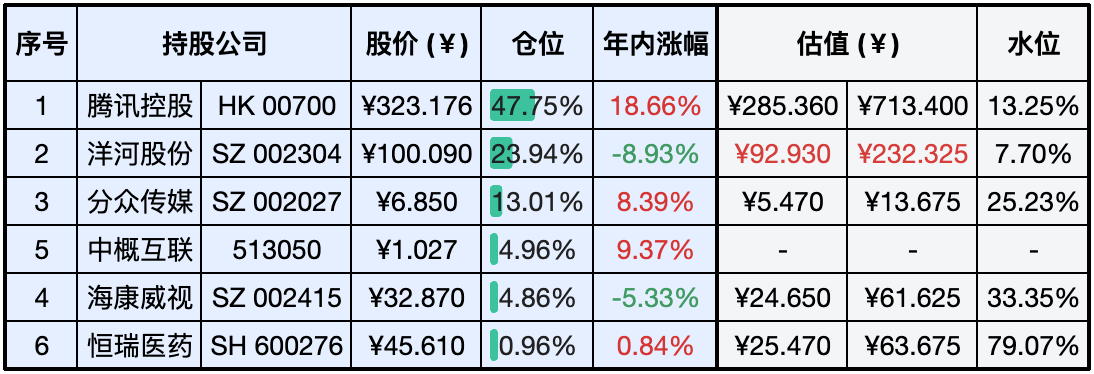 序号 持股公司 股价 (¥) 仓位 年内涨幅 估值 (¥) 水位
1 腾讯控股 HK 00700 ¥323.176 47.75% 18.66% ¥285.360 ¥713.400 13.25%
2 洋河股份 SZ 002304 ¥100.090 23.94% -8.93% ¥92.930 ¥232.325 7.70%
3 分众传媒 SZ 002027 ¥6.850 13.01% 8.39% ¥5.470 ¥13.675 25.23%
5 中概互联 513050 ¥1.027 4.96% 9.37% - - -
4 海康威视 SZ 002415 ¥32.870 4.86% -5.33% ¥24.650 ¥61.625 33.35%
6 恒瑞医药 SH 600276 ¥45.610 0.96% 0.84% ¥25.470 ¥63.675 79.07%